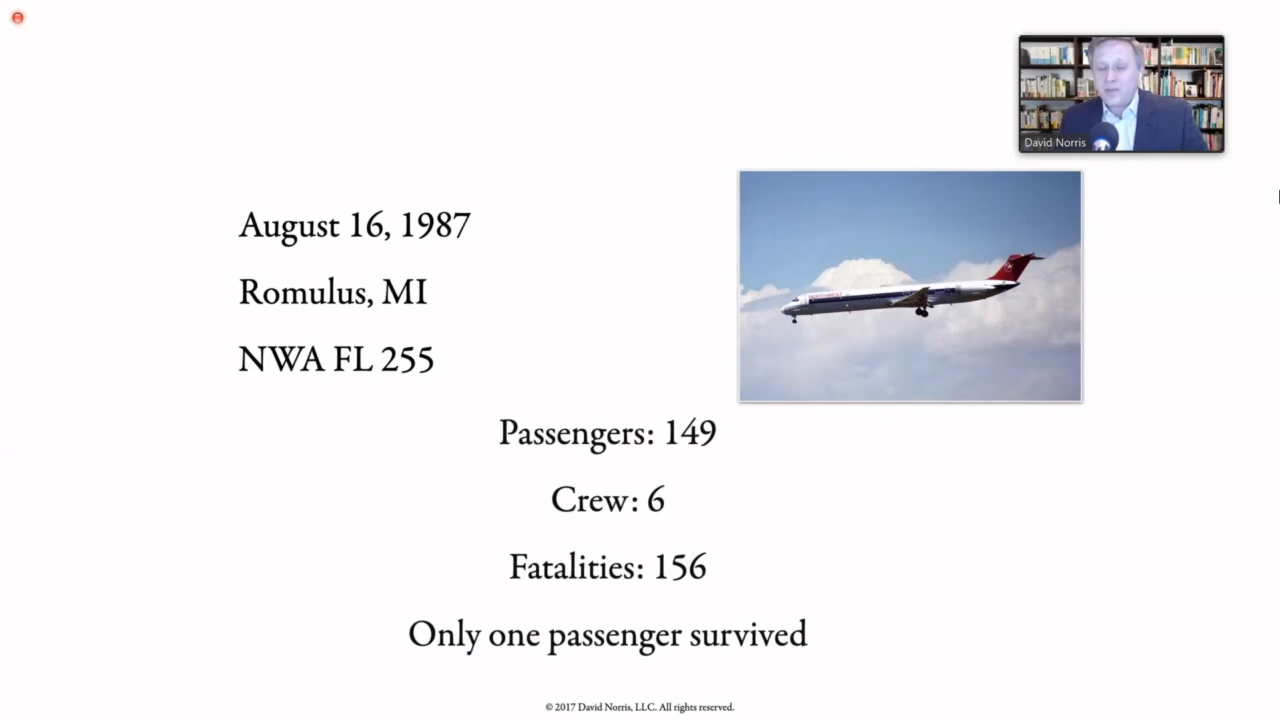 David Norris
August 16, 1987
Romulus, MI
NWA FL 255
NORTHWEST
Passengers: 149
Crew: 6
Fatalities: 156
Only one passenger survived
© 2017 David Norris, LLC. All rights reserved.